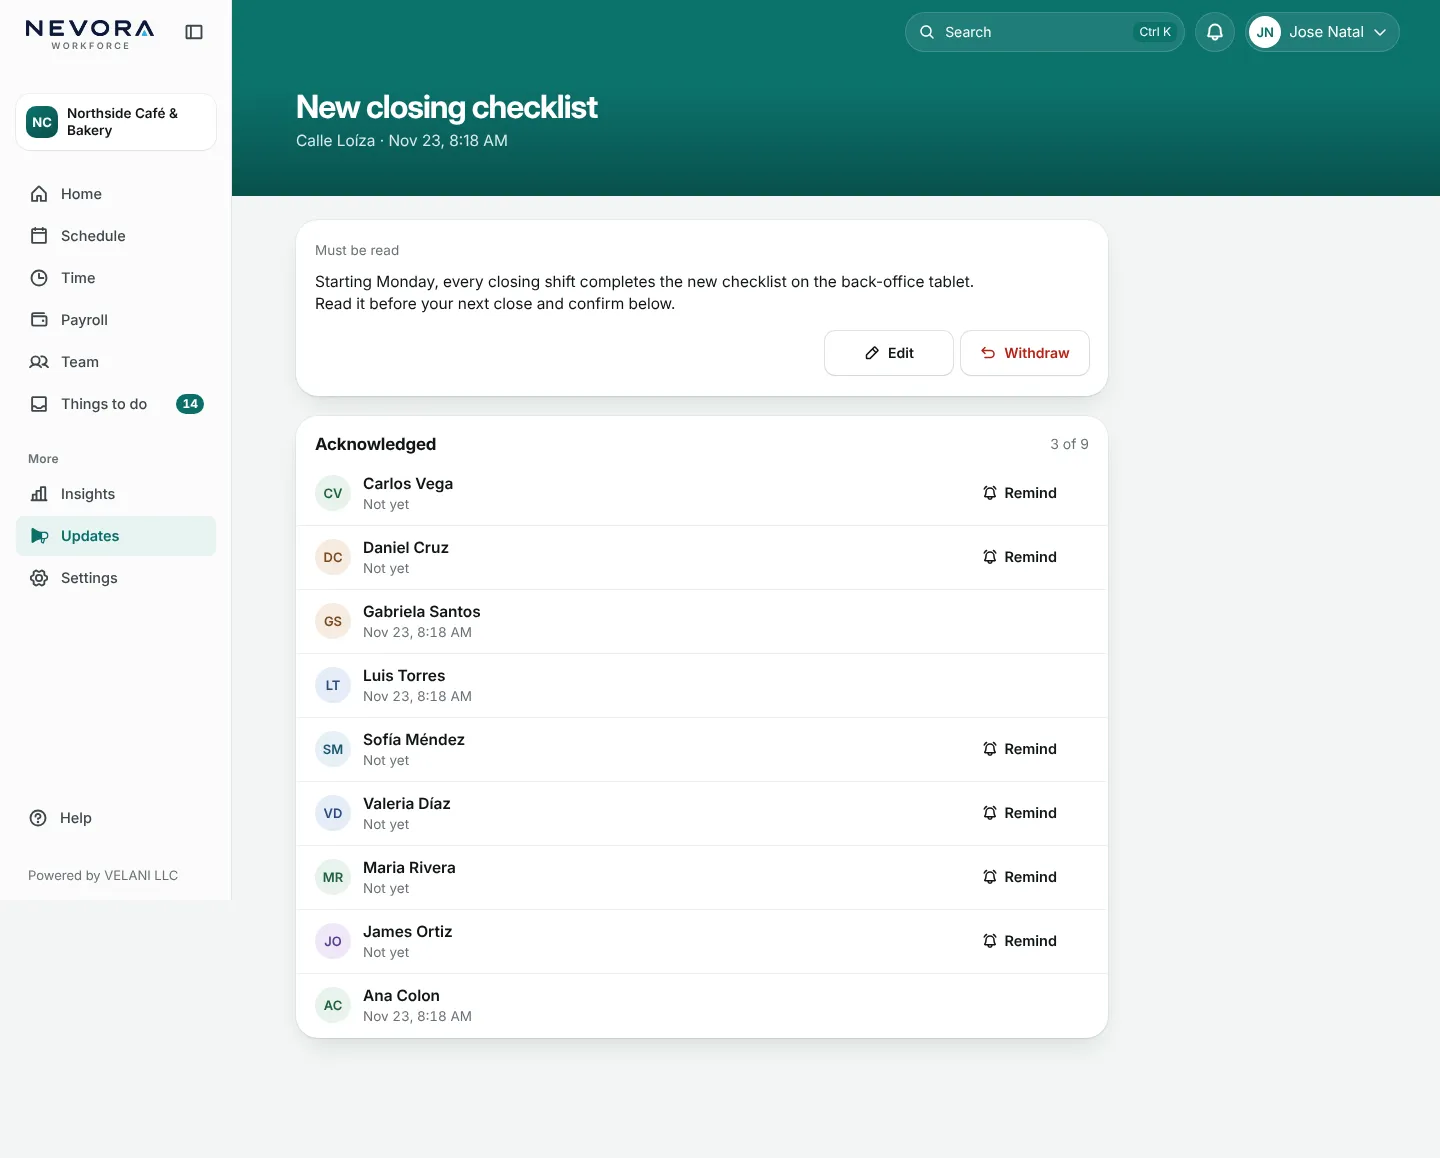 NEVORA
WORKFORCE
Search
Ctrl K
JN
Jose Natal
NC
Northside Café &
Bakery
Home
Schedule
Time
Payroll
Team
Things to do
14
More
Insights
Updates
Settings
Help
Powered by VELANI LLC
New closing checklist
Calle Loíza · Nov 23, 8:18 AM
Must be read
Starting Monday, every closing shift completes the new checklist on the back-office tablet.
Read it before your next close and confirm below.
Edit
Withdraw
Acknowledged
3 of 9
CV
Carlos Vega
Not yet
Remind
DC
Daniel Cruz
Not yet
Remind
GS
Gabriela Santos
Nov 23, 8:18 AM
LT
Luis Torres
Nov 23, 8:18 AM
SM
Sofía Méndez
Not yet
Remind
VD
Valeria Díaz
Not yet
Remind
MR
Maria Rivera
Not yet
Remind
JO
James Ortiz
Not yet
Remind
AC
Ana Colon
Nov 23, 8:18 AM